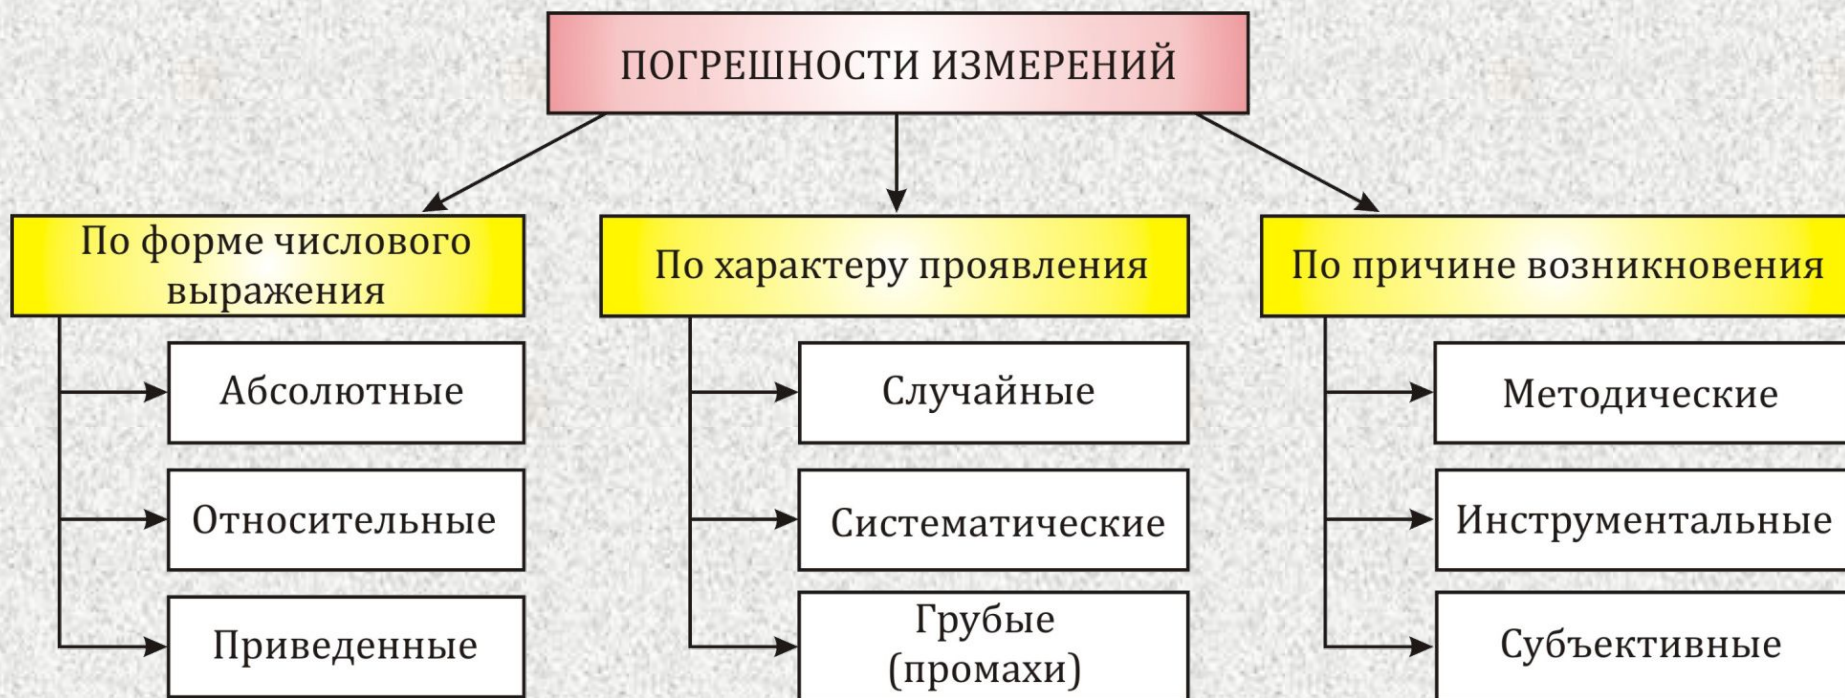 ПОГРЕШНОСТИ ИЗМЕРЕНИЙ
По форме числового
выражения
Абсолютные
Относительные
Приведенные
По характеру проявления
Случайные
Систематические
Грубые
(промахи)
По причине возникновения
Методические
Инструментальные
Субъективные